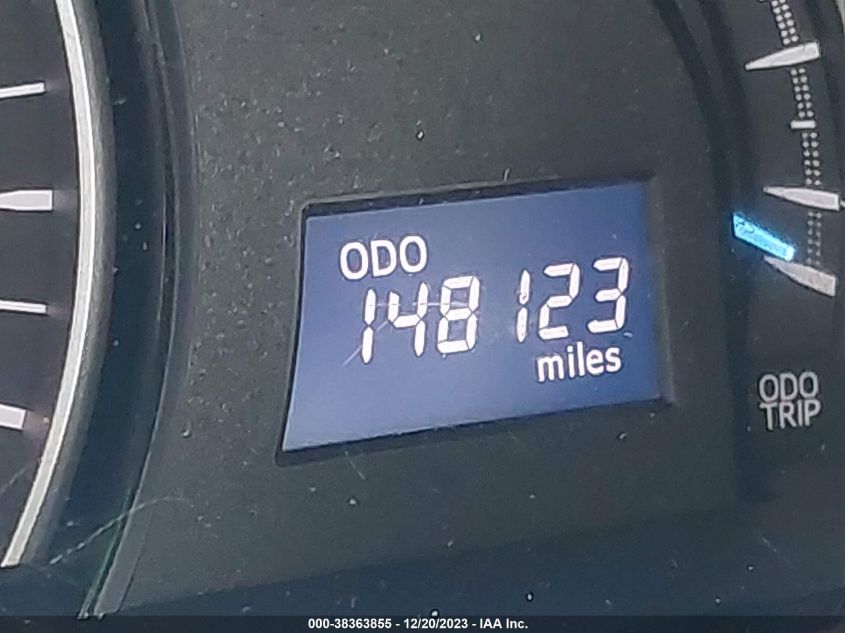 ODO
148123
miles
ODO
TRIP
000-38363855 - 12/20/2023 - IAA Inc.